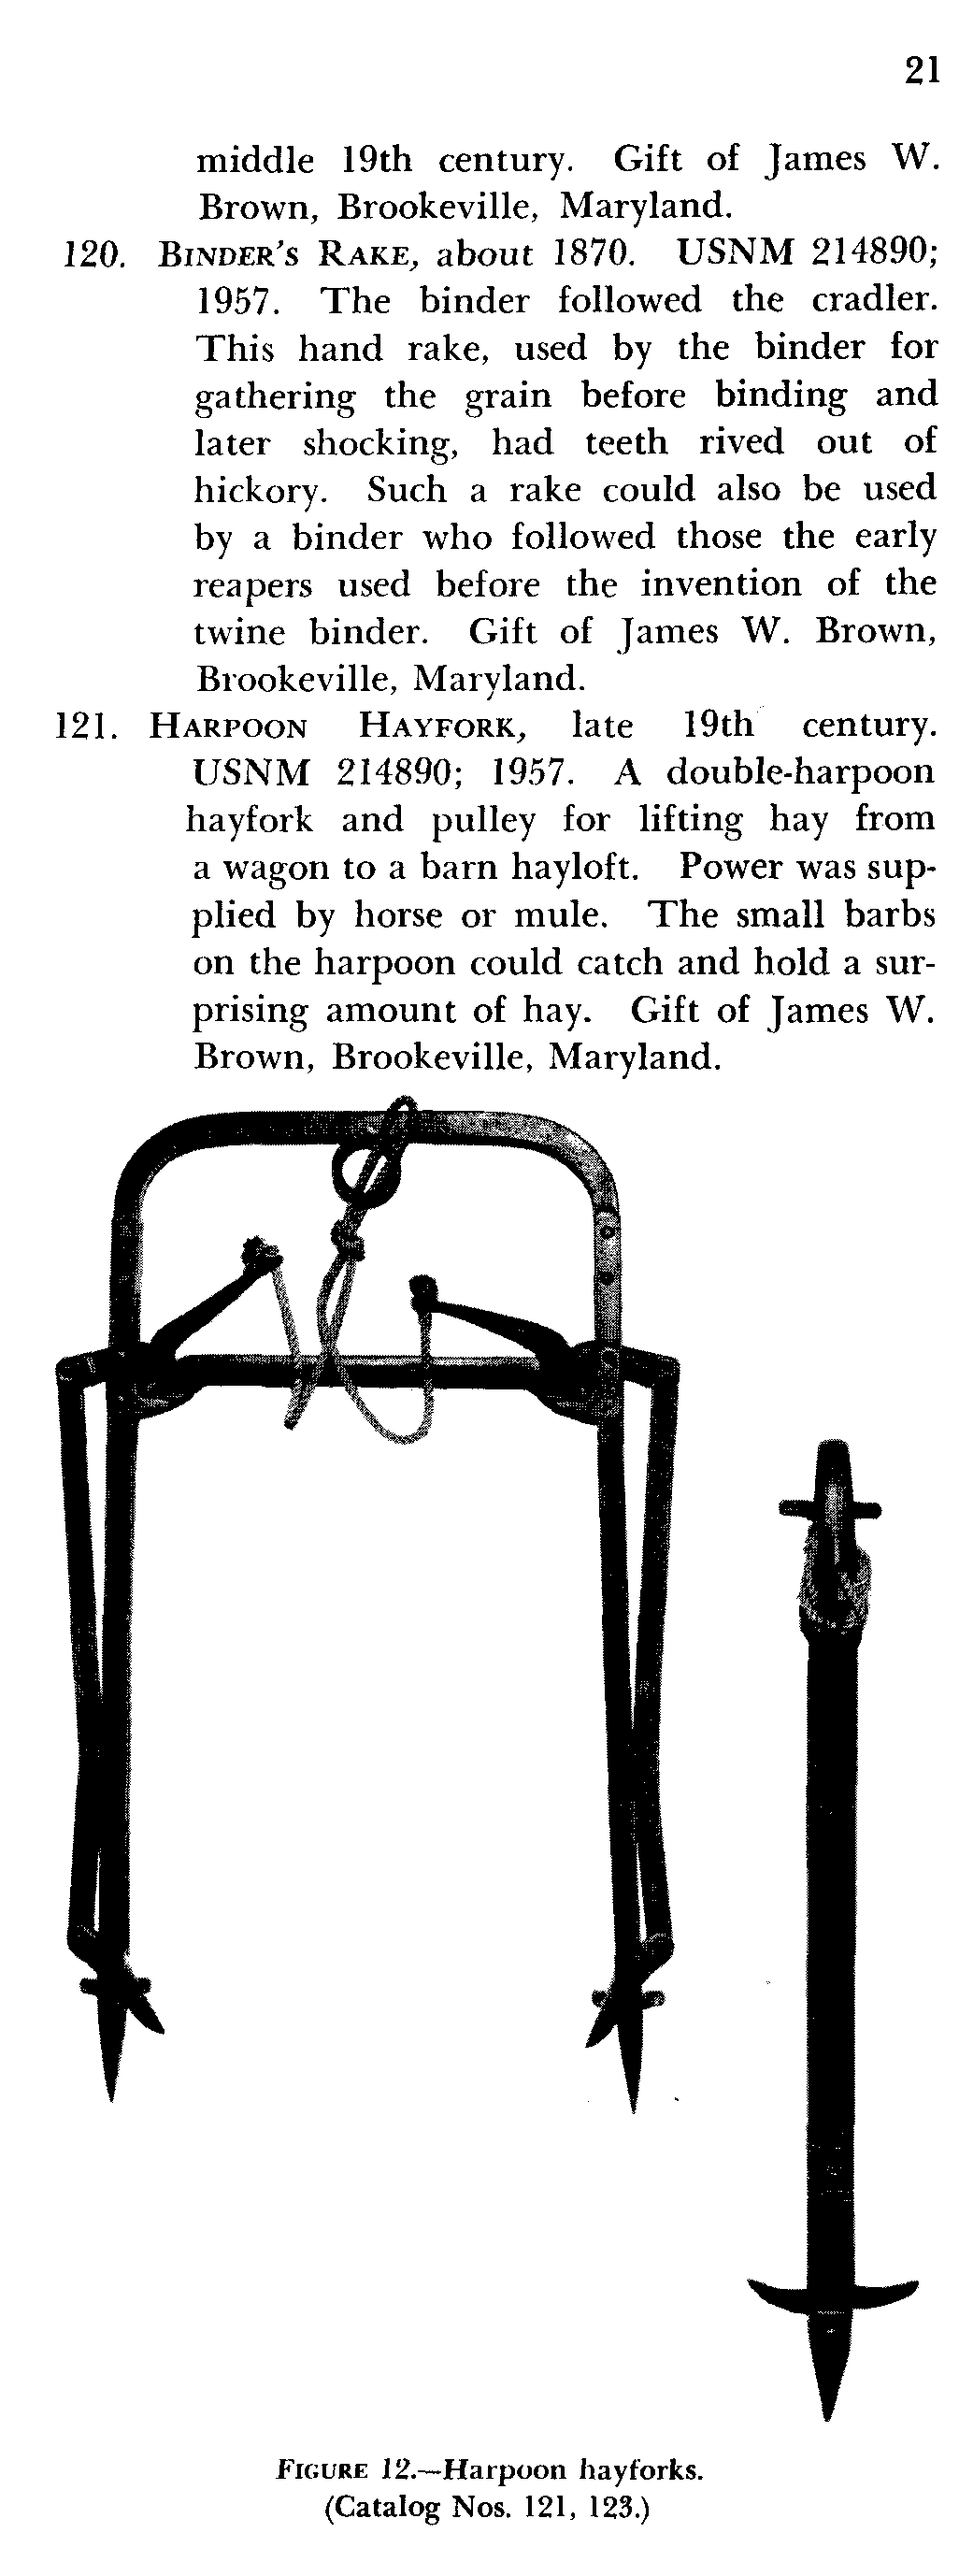 21
middle 19th century. Gift of James W.
Brown, Brookeville, Maryland.
120. BINDER'S RAKE, about 1870. USNM 214890;
1957. The binder followed the cradler.
This hand rake, used by the binder for
gathering the grain before binding and
later shocking, had teeth rived out of
hickory. Such a rake could also be used
by a binder who followed those the early
reapers used before the invention of the
twine binder. Gift of James W. Brown,
Brookeville, Maryland.
121. HARPOON HAYFORK, late 19th century.
USNM 214890; 1957. A double-harpoon
hayfork and pulley for lifting hay from
a wagon to a barn hayloft. Power was sup-
plied by horse or mule. The small barbs
on the harpoon could catch and hold a sur-
prising amount of hay. Gift of James W.
Brown, Brookeville, Maryland.
FIGURE 12.—Harpoon hayforks.
(Catalog Nos. 121, 123.)